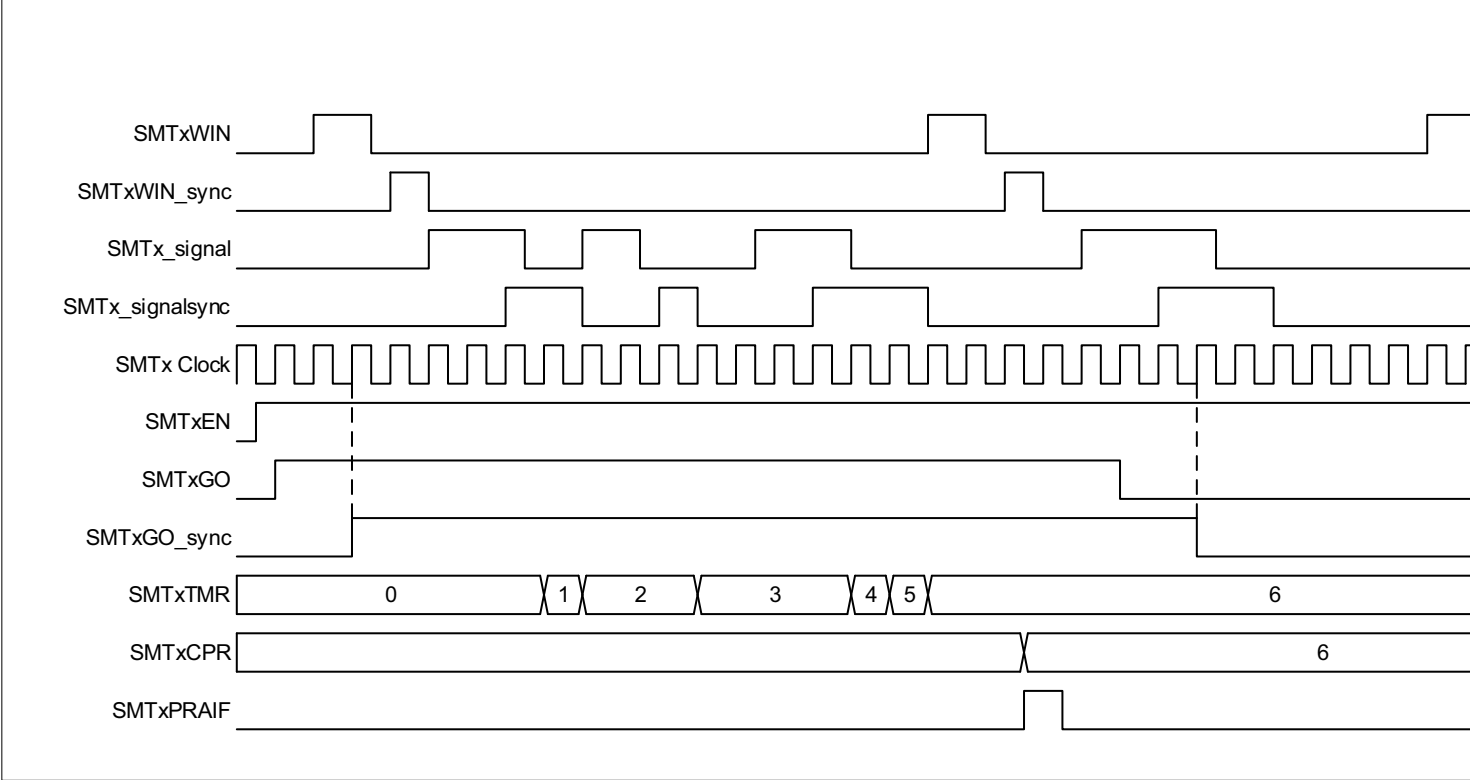 SMTxWIN
SMTxWIN_sync
SMTx_signal
SMTx_signalsync
SMTx Clock
SMTxEN
SMTxGO
SMTxGO_sync
SMTxTMR 0 1 2 3 4 5 6
SMTxCPR 6
SMTxPRAIF